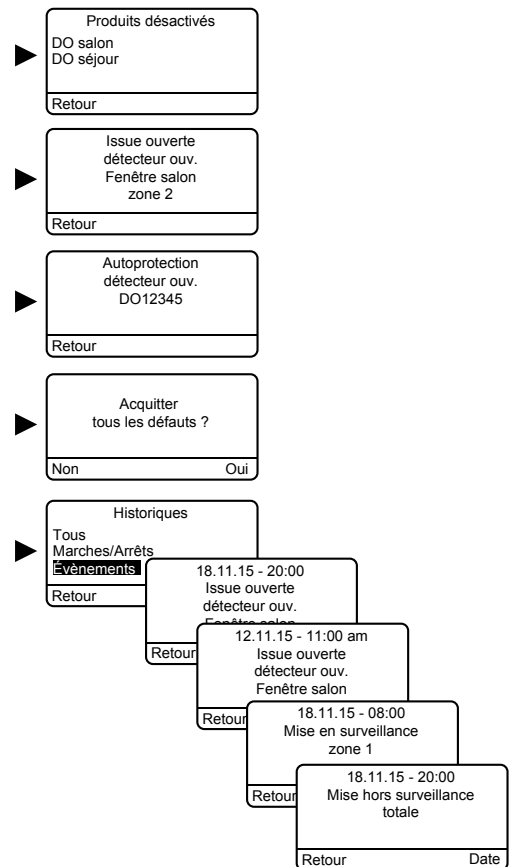 Produits désactivés
DO salon
DO séjour
Retour
Issue ouverte
détecteur ouv.
Fenêtre salon
zone 2
Retour
Autoprotection
détecteur ouv.
DO12345
Retour
Acquitter
tous les défauts ?
Non Oui
Historiques
Tous
Marches/Arrêts
Évènements
Retour
18.11.15 - 20:00
Issue ouverte
détecteur ouv.
Fenêtre salon
Retour
12.11.15 - 11:00 am
Issue ouverte
détecteur ouv.
Fenêtre salon
Retour
18.11.15 - 08:00
Mise en surveillance
zone 1
Retour
18.11.15 - 20:00
Mise hors surveillance
totale
Retour Date